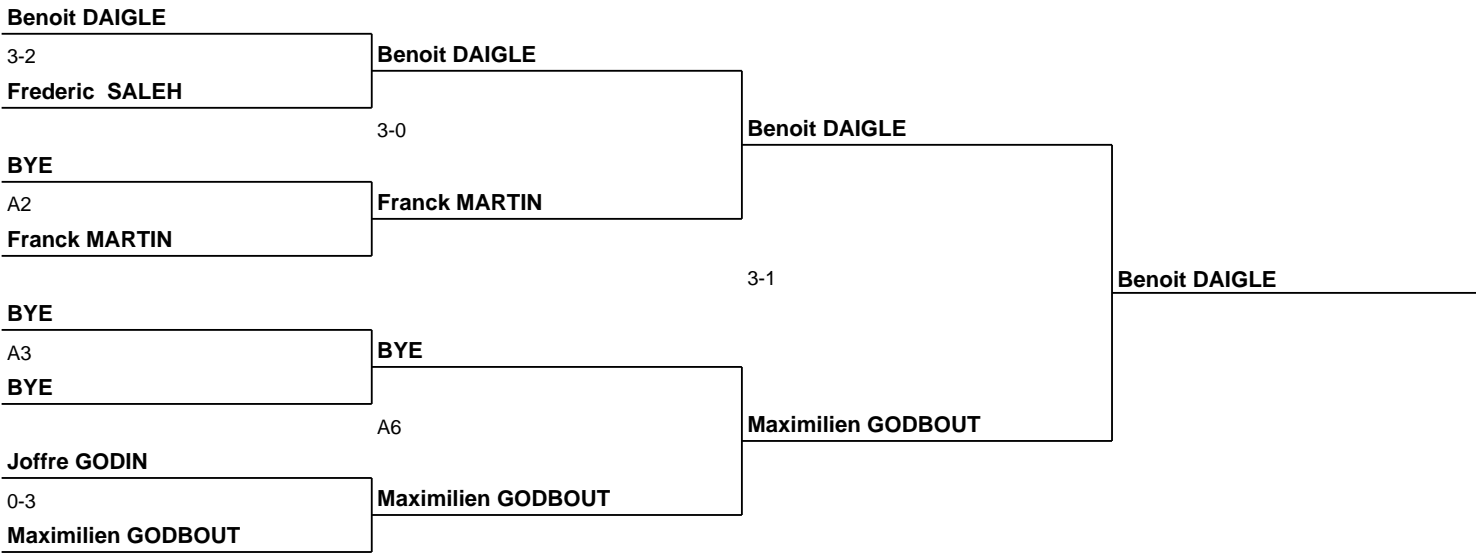 Benoit DAIGLE
3-2
Benoit DAIGLE
Frederic  SALEH
3-0
Benoit DAIGLE
BYE
A2
Franck MARTIN
Franck MARTIN
3-1
Benoit DAIGLE
BYE
A3
BYE
BYE
A6
Maximilien GODBOUT
Joffre GODIN
0-3
Maximilien GODBOUT
Maximilien GODBOUT